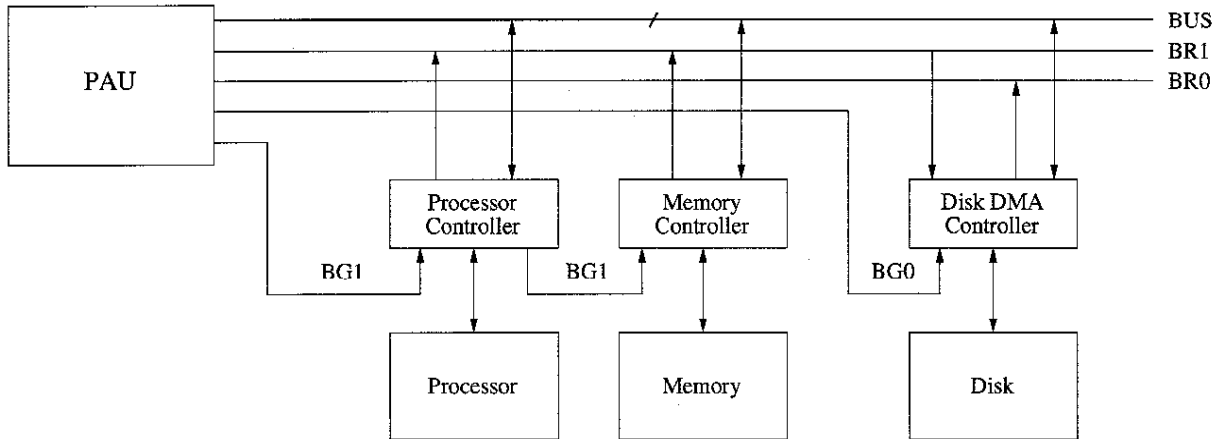 BUS
BR1
BR0
PAU
Processor
Controller
Memory
Controller
Disk DMA
Controller
BG1
BG1
BG0
Processor
Memory
Disk